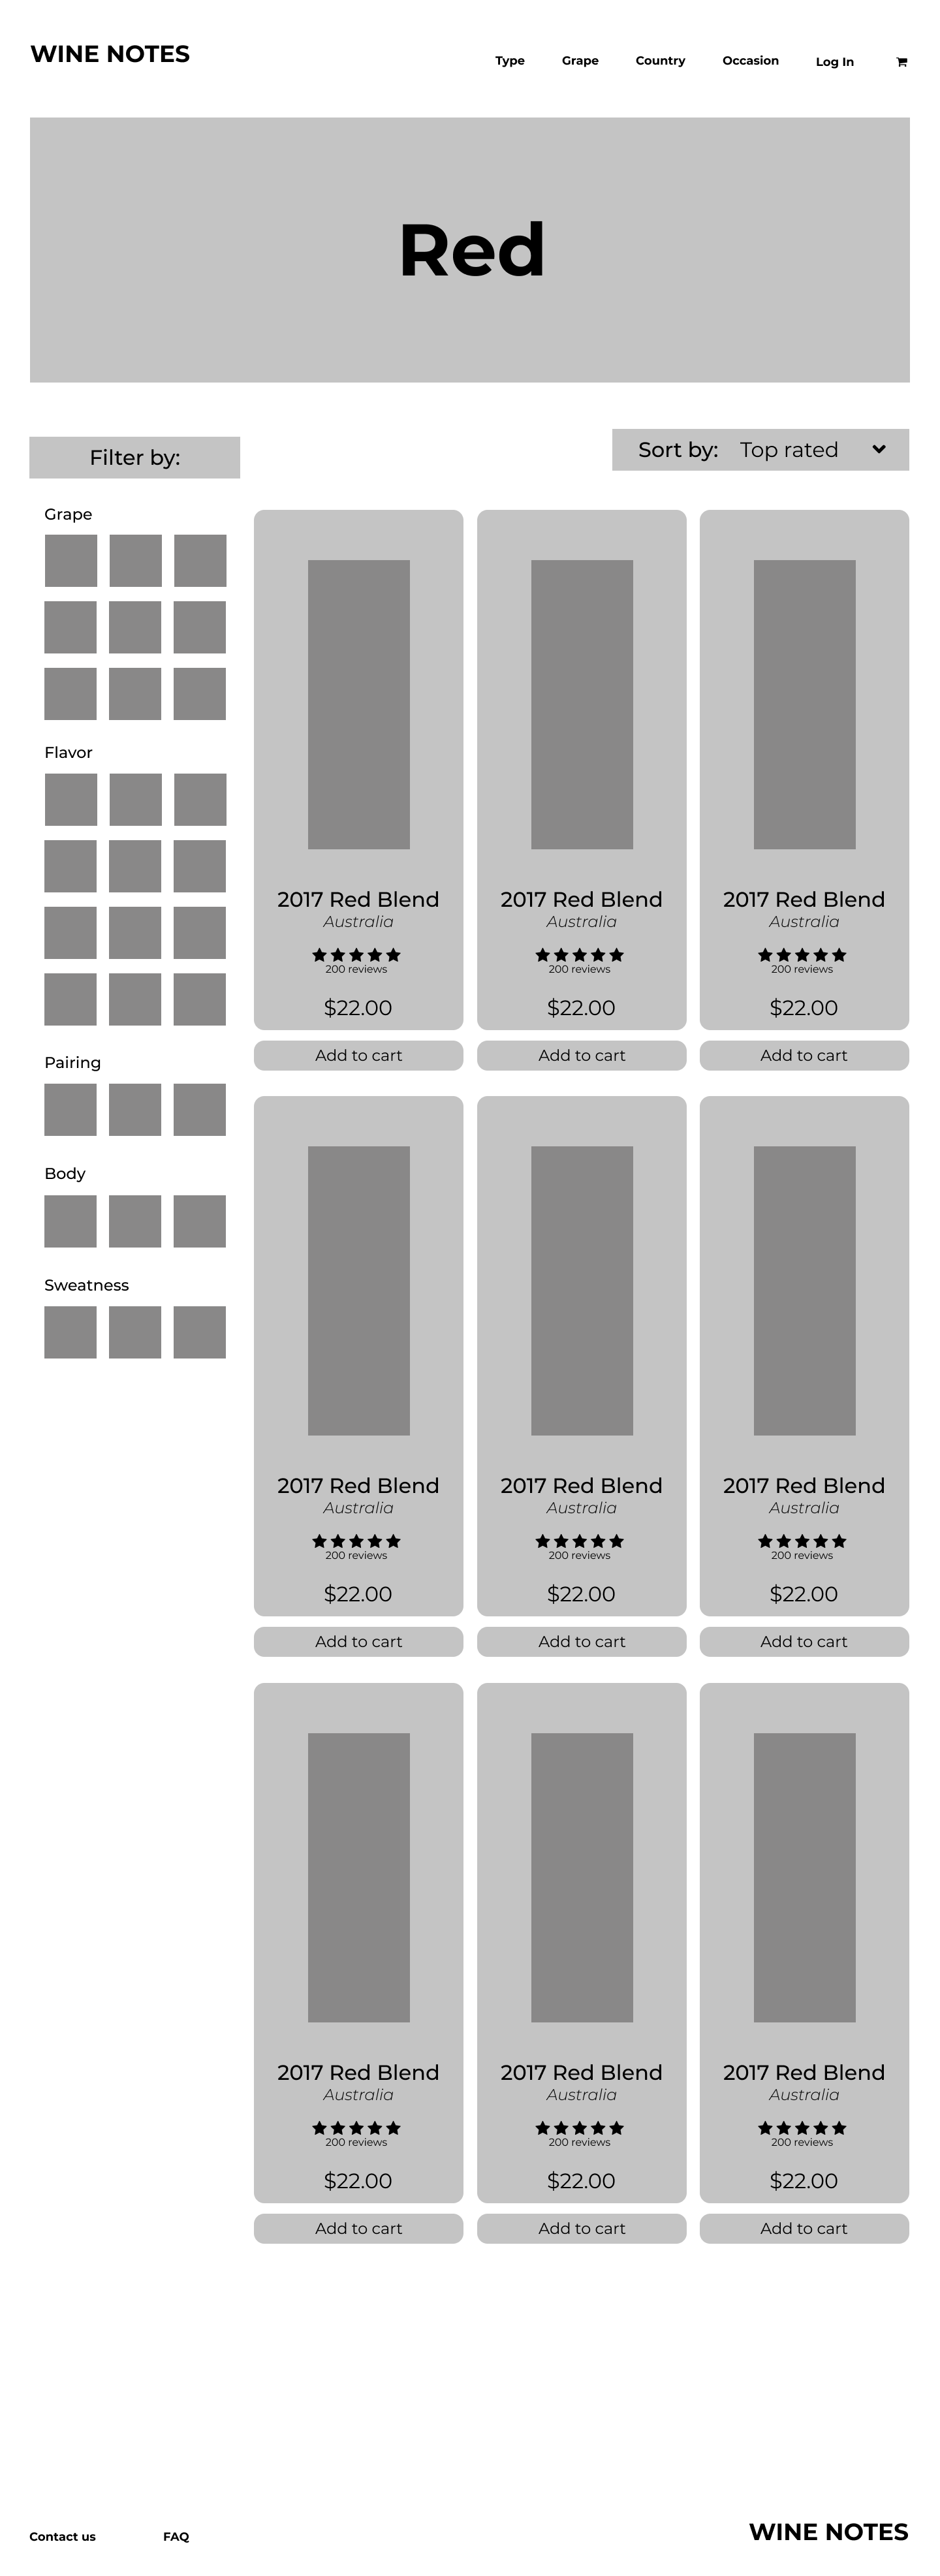 WINE NOTES
Type Grape Country Occasion Log In
Red
Filter by:
Sort by: Top rated
Grape
Flavor
Pairing
Body
Sweatness
2017 Red Blend
Australia
200 reviews
$22.00
Add to cart
2017 Red Blend
Australia
200 reviews
$22.00
Add to cart
2017 Red Blend
Australia
200 reviews
$22.00
Add to cart
2017 Red Blend
Australia
200 reviews
$22.00
Add to cart
2017 Red Blend
Australia
200 reviews
$22.00
Add to cart
2017 Red Blend
Australia
200 reviews
$22.00
Add to cart
2017 Red Blend
Australia
200 reviews
$22.00
Add to cart
2017 Red Blend
Australia
200 reviews
$22.00
Add to cart
2017 Red Blend
Australia
200 reviews
$22.00
Add to cart
Contact us FAQ
WINE NOTES